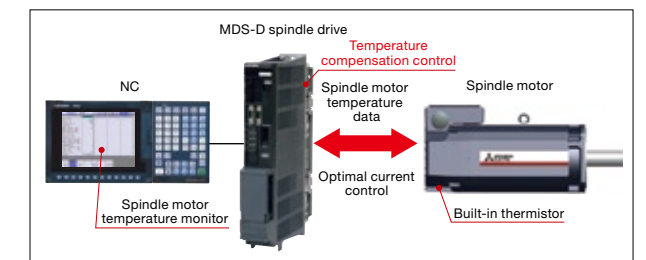 MDS-D spindle drive
Temperature
compensation control
NC
Spindle motor
temperature
data
Spindle motor
Optimal current
control
Spindle motor
temperature monitor
Built-in thermistor